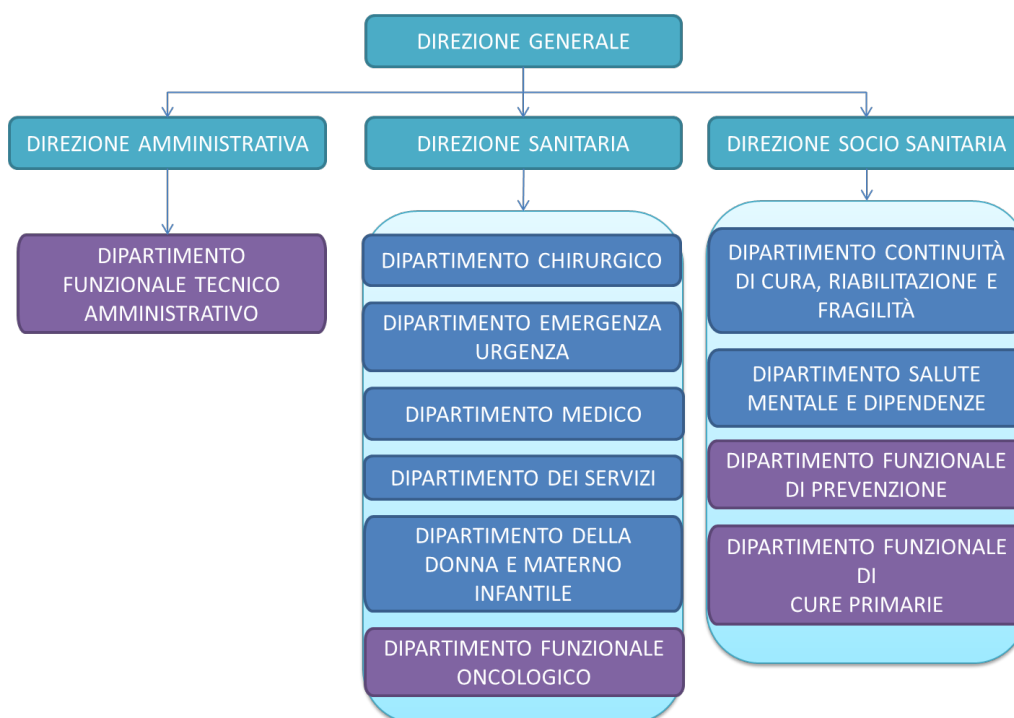 DIREZIONE GENERALE
DIREZIONE AMMINISTRATIVA
DIREZIONE SANITARIA
DIREZIONE SOCIO SANITARIA
DIPARTIMENTO
FUNZIONALE TECNICO
AMMINISTRATIVO
DIPARTIMENTO CHIRURGICO
DIPARTIMENTO EMERGENZA
URGENZA
DIPARTIMENTO MEDICO
DIPARTIMENTO DEI SERVIZI
DIPARTIMENTO DELLA
DONNA E MATERNO
INFANTILE
DIPARTIMENTO FUNZIONALE
ONCOLOGICO
DIPARTIMENTO CONTINUITÀ
DI CURA, RIABILITAZIONE E
FRAGILITÀ
DIPARTIMENTO SALUTE
MENTALE E DIPENDENZE
DIPARTIMENTO FUNZIONALE
DI PREVENZIONE
DIPARTIMENTO FUNZIONALE
DI
CURE PRIMARIE